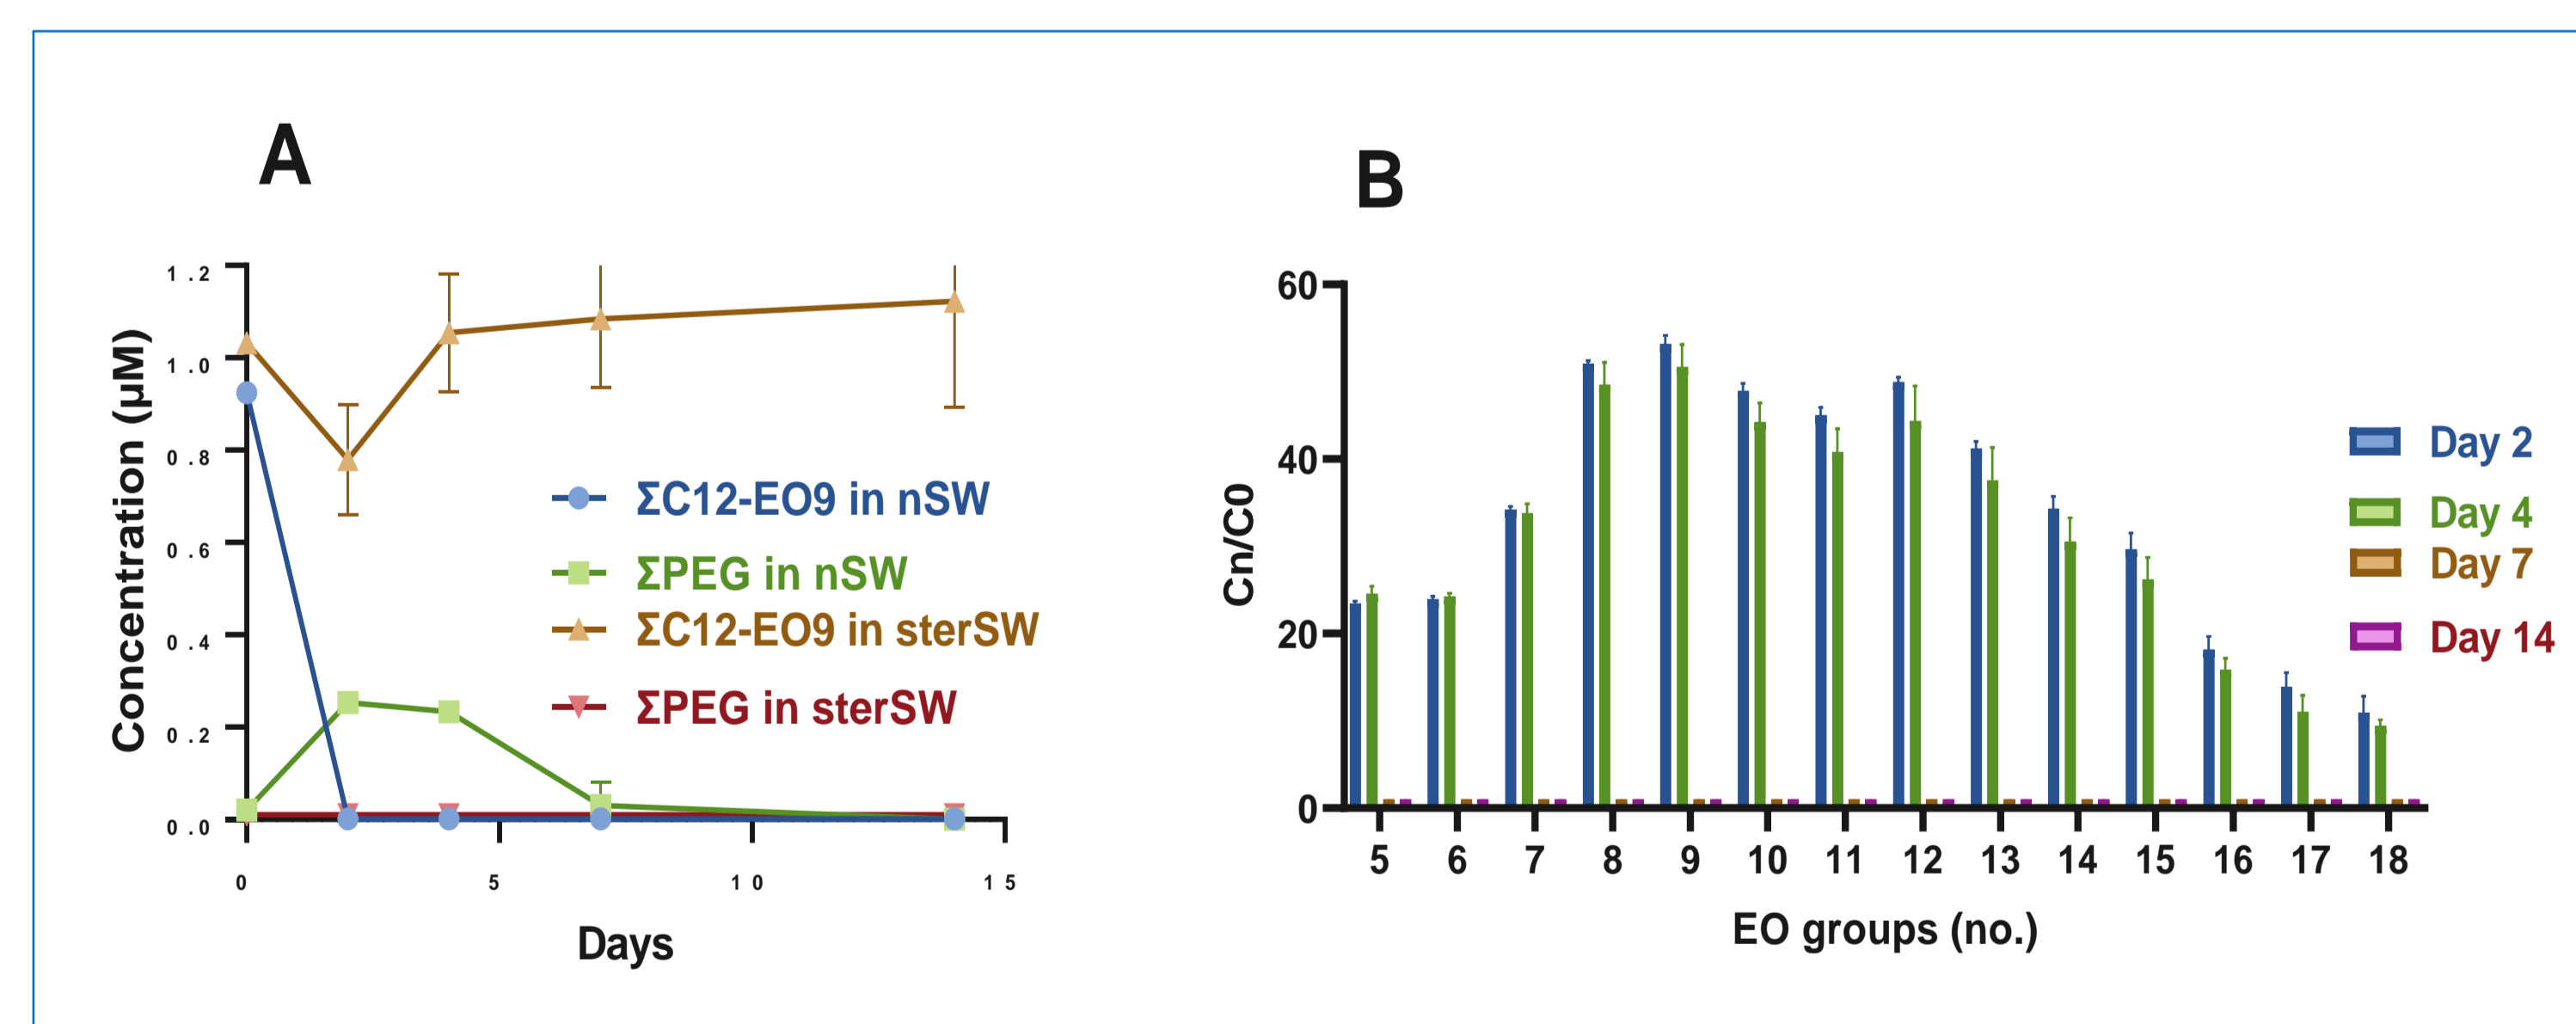 A
1.2
1.0
0.8
0.6
0.4
0.2
0.0
Concentration (µM)
ΣC12-EO9 in nSW
ΣPEG in nSW
ΣC12-EO9 in sterSW
ΣPEG in sterSW
0 5 10 15
Days
B
60
40
20
0
Cn/C0
Day 2
Day 4
Day 7
Day 14
5 6 7 8 9 10 11 12 13 14 15 16 17 18
EO groups (no.)